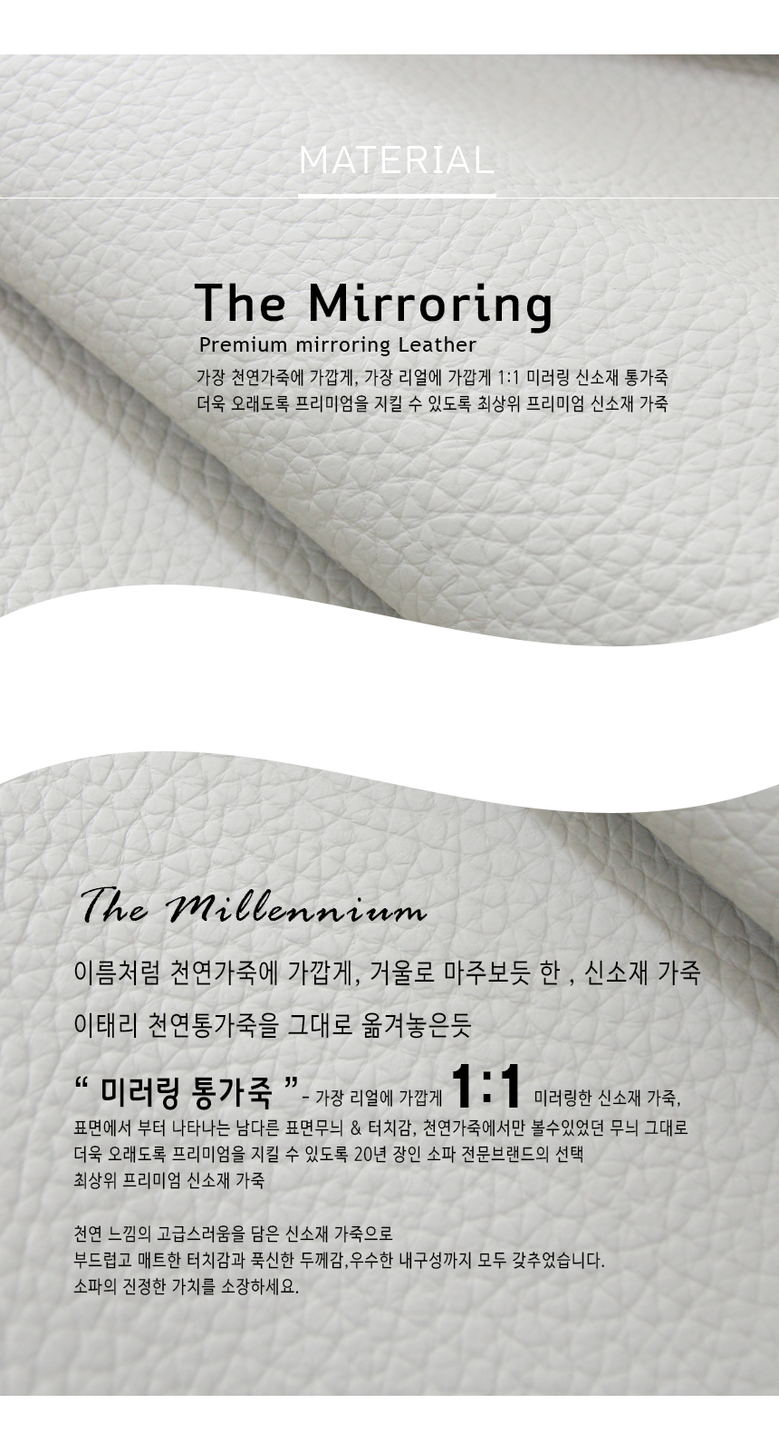 MATERIAL
The Mirroring
Premium mirroring Leather
가장 천연가죽에 가깝게, 가장 리얼에 가깝게 1:1 미러링 신소재 통가죽
더욱 오래도록 프리미엄을 지킬 수 있도록 최상위 프리미엄 신소재 가죽
The Millennium
이름처럼 천연가죽에 가깝게, 거울로 마주보듯 한 , 신소재 가죽
이태리 천연통가죽을 그대로 옮겨놓은듯
“ 미러링 통가죽 ” - 가장 리얼에 가깝게 1:1 미러링한 신소재 가죽,
표면에서 부터 나타나는 남다른 표면무늬 & 터치감, 천연가죽에서만 볼수있었던 무늬 그대로
더욱 오래도록 프리미엄을 지킬 수 있도록 20년 장인 소파 전문브랜드의 선택
최상위 프리미엄 신소재 가죽
천연 느낌의 고급스러움을 담은 신소재 가죽으로
부드럽고 매트한 터치감과 푹신한 두께감,우수한 내구성까지 모두 갖추었습니다.
소파의 진정한 가치를 소장하세요.